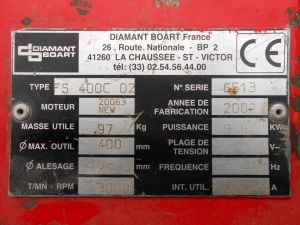 DIAMANT BOART
DIAMANT BOART France
26, Route Nationale - BP 2
41260 LA CHAUSSEE - ST - VICTOR
tél: (33) 02.54.56.44.00
CE
TYPE FS 400C 02 N° SERIE
MOTEUR 20063 NEW ANNEE DE FABRICATION
MASSE UTILE 97 Kg PUISSANCE
Ø MAX. OUTIL 400 mm PLAGE DE TENSION V~
Ø ALESAGE mm FREQUENCE Hz
T/MN - RPM INT. UTIL. A